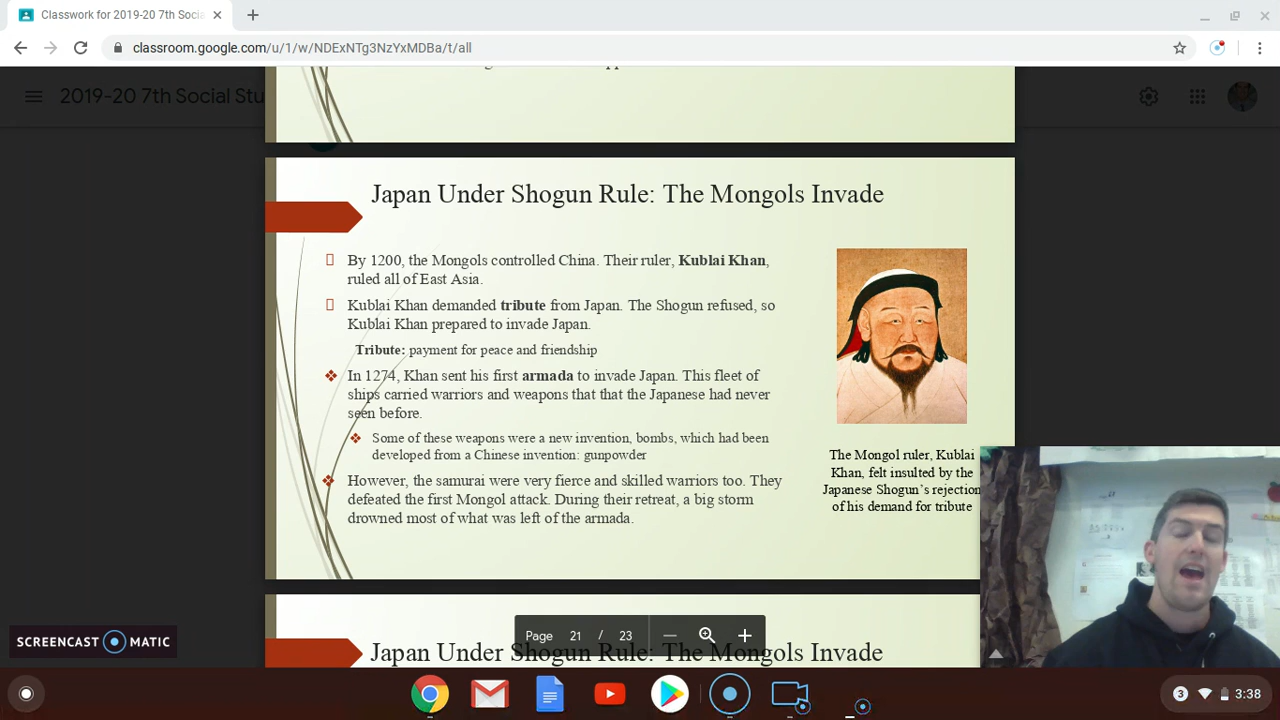 Classwork for 2019-20 7th Socia
classroom.google.com/u/1/w/NDExNTg3NzYxMDBa/t/all
2019-20 7th Social Stu
Japan Under Shogun Rule: The Mongols Invade
By 1200, the Mongols controlled China. Their ruler, Kublai Khan,
ruled all of East Asia.
Kublai Khan demanded tribute from Japan. The Shogun refused, so
Kublai Khan prepared to invade Japan.
Tribute: payment for peace and friendship
In 1274, Khan sent his first armada to invade Japan. This fleet of
ships carried warriors and weapons that that the Japanese had never
seen before.
Some of these weapons were a new invention, bombs, which had been
developed from a Chinese invention: gunpowder
However, the samurai were very fierce and skilled warriors too. They
defeated the first Mongol attack. During their retreat, a big storm
drowned most of what was left of the armada.
The Mongol ruler, Kublai
Khan, felt insulted by the
Japanese Shogun's rejection
of his demand for tribute
Page 21 / 23
Japan Under Shogun Rule: The Mongols Invade
SCREENCAST MATIC
3 3:38